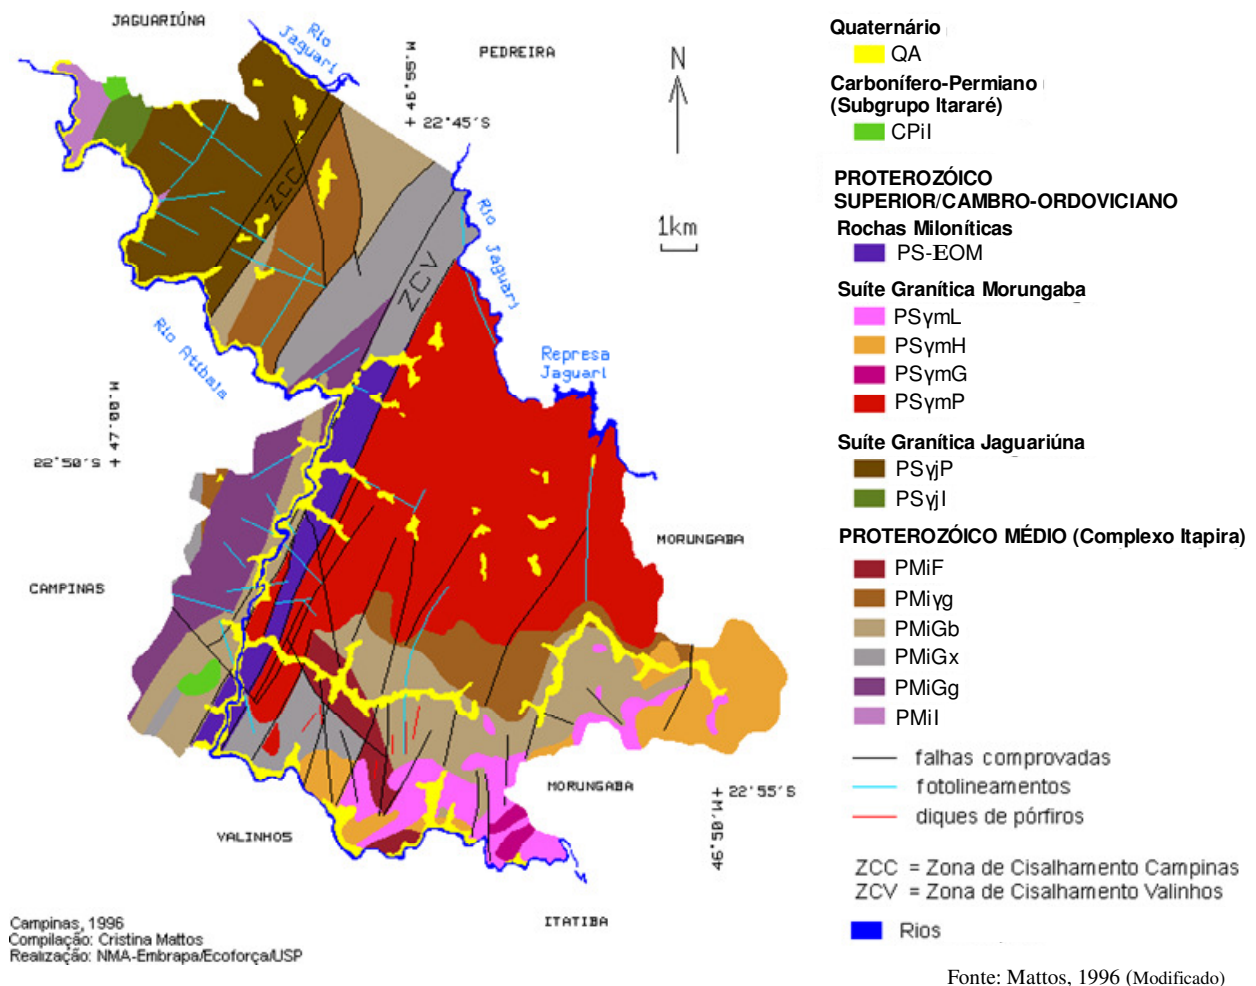 JAGUARIÚNA
Rio
Jaguari
PEDREIRA
46°55'W
+ 22°45'S
N
1km
ZCC
ZCV
Rio Jaguari
Rio Atibaia
Represa
Jaguari
47°00'W
22°50'S +
CAMPINAS
MORUNGABA
MORUNGABA
+ 22°55'S
46°50'W
VALINHOS
ITATIBA
Campinas, 1996
Compilação: Cristina Mattos
Realização: NMA-Embrapa/Ecoforça/USP
Quaternário
QA
Carbonífero-Permiano
(Subgrupo Itararé)
CPiI
PROTEROZÓICO
SUPERIOR/CAMBRO-ORDOVICIANO
Rochas Miloníticas
PS-EOM
Suíte Granítica Morungaba
PSγmL
PSγmH
PSγmG
PSγmP
Suíte Granítica Jaguariúna
PSγjP
PSγjI
PROTEROZÓICO MÉDIO (Complexo Itapira)
PMiF
PMiγg
PMiGb
PMiGx
PMiGg
PMiI
falhas comprovadas
fotolineamentos
diques de pórfiros
ZCC = Zona de Cisalhamento Campinas
ZCV = Zona de Cisalhamento Valinhos
Rios
Fonte: Mattos, 1996 (Modificado)